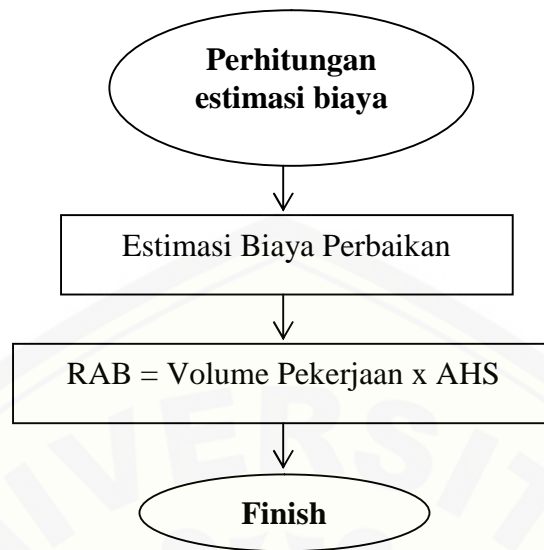 Perhitungan
estimasi biaya
Estimasi Biaya Perbaikan
RAB = Volume Pekerjaan x AHS
Finish